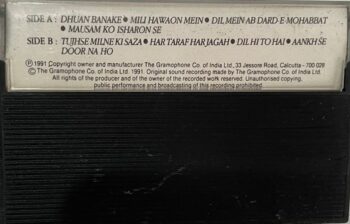 SIDE A : DHUAN BANAKE • MILI HAWAON MEIN • DIL MEIN AB DARD E MOHABBAT
• MAUSAM KO ISHARON SE
SIDE B : TUJHSE MILNE KI SAZA • HAR TARAF HAR JAGAH • DIL HI TO HAI • AANKH SE
DOOR NA HO
Ⓟ 1991 Copyright owner and manufacturer The Gramophone Co. of India Ltd. 33 Jessore Road, Calcutta - 700 028
© The Gramophone Co. of India Ltd. 1991. Original sound recording made by The Gramophone Co. of India Ltd.
All rights of the producer and of the owner of the recorded work reserved. Unauthorised copying,
public performance and broadcasting of this recording prohibited.